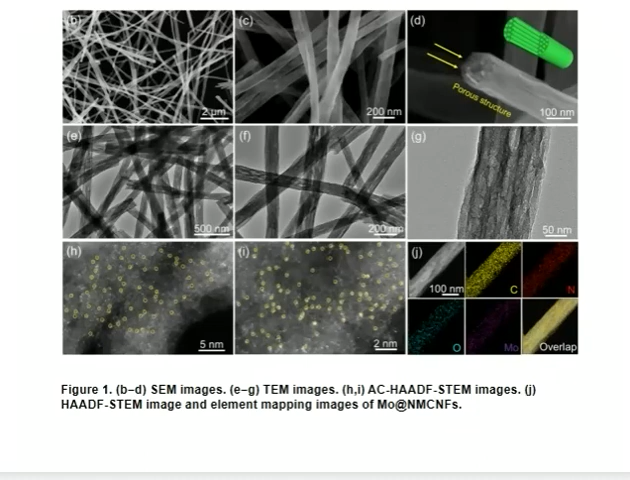 (b)
(c)
(d)
Porous structure
2 μm
200 nm
100 nm
(e)
(f)
(g)
500 nm
200 nm
50 nm
(h)
(i)
(j)
100 nm
C
N
5 nm
2 nm
O
Mo
Overlap
Figure 1. (b–d) SEM images. (e–g) TEM images. (h,i) AC-HAADF-STEM images. (j)
HAADF-STEM image and element mapping images of Mo@NMCNFs.